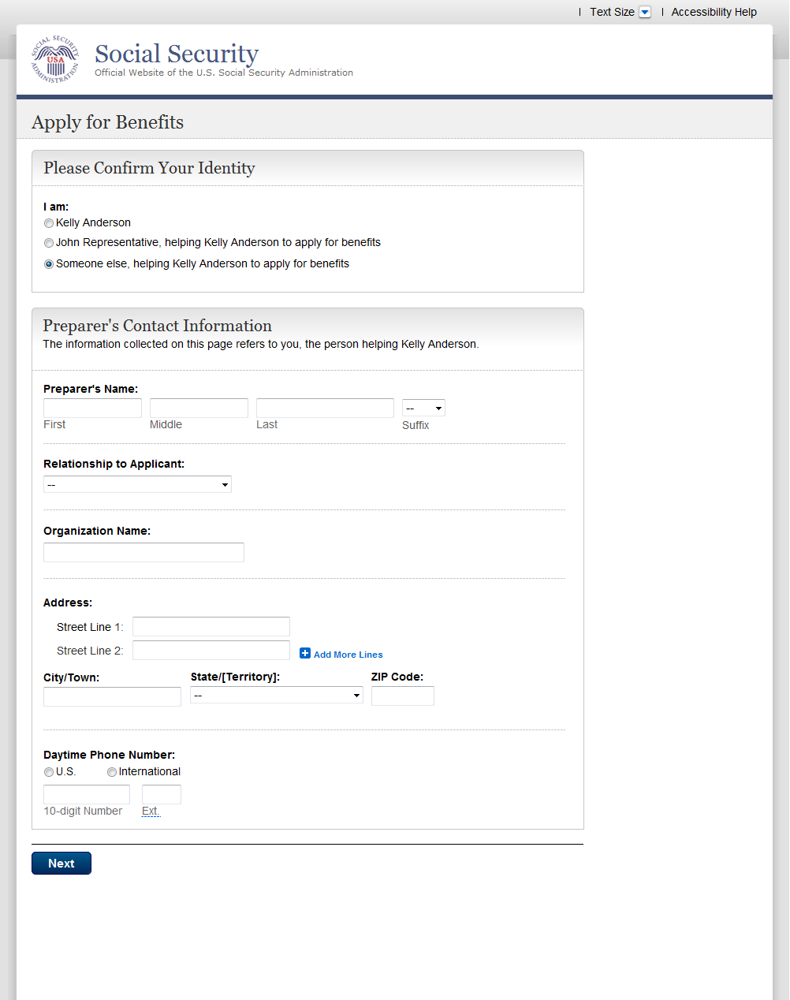 Text Size
Accessibility Help
SOCIAL SECURITY ADMINISTRATION
USA
Social Security
Official Website of the U.S. Social Security Administration
Apply for Benefits
Please Confirm Your Identity
I am:
Kelly Anderson
John Representative, helping Kelly Anderson to apply for benefits
Someone else, helping Kelly Anderson to apply for benefits
Preparer's Contact Information
The information collected on this page refers to you, the person helping Kelly Anderson.
Preparer's Name:
--
First Middle Last Suffix
Relationship to Applicant:
--
Organization Name:
Address:
Street Line 1:
Street Line 2:
Add More Lines
City/Town: State/[Territory]: ZIP Code:
--
Daytime Phone Number:
U.S. International
10-digit Number Ext.
Next